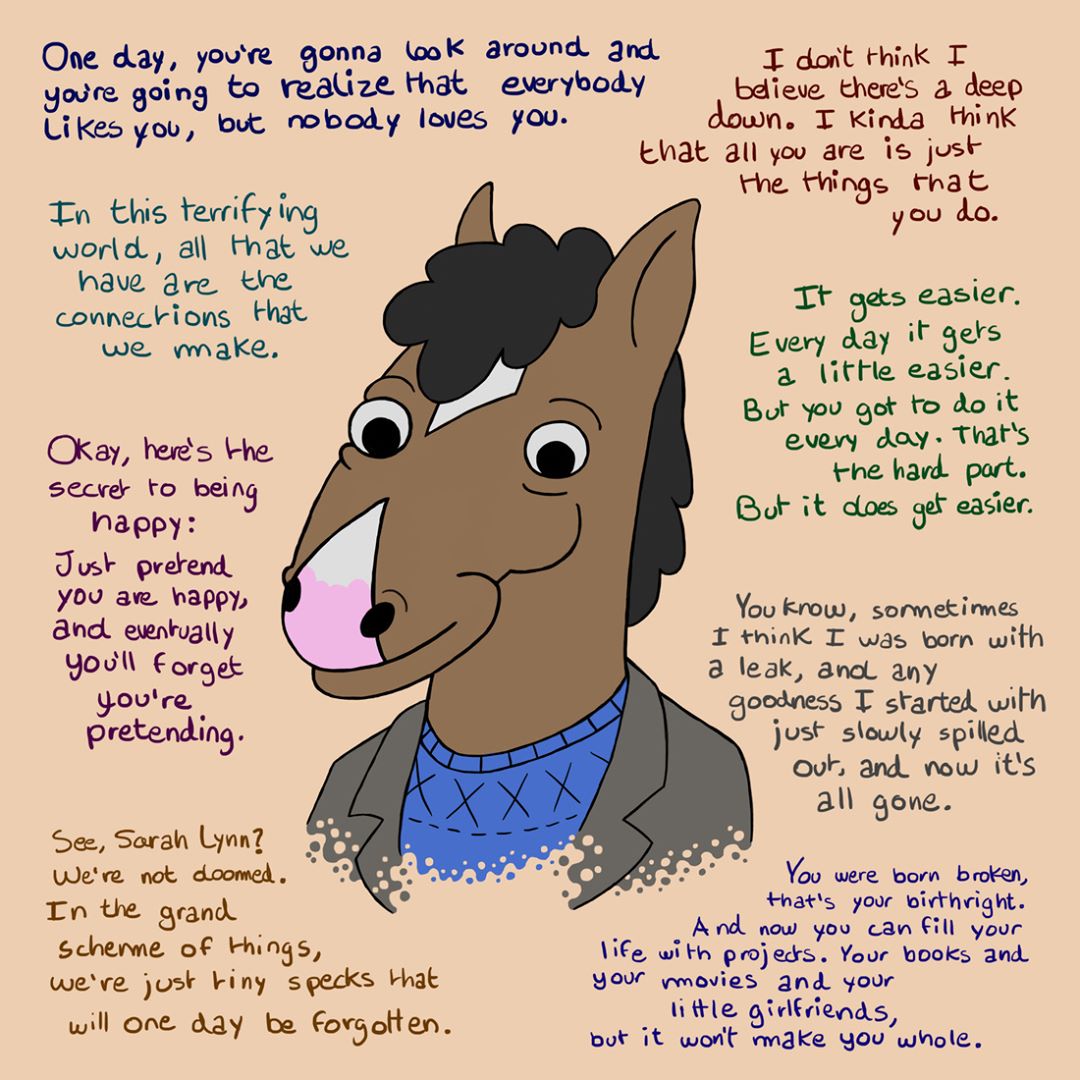 One day, you're gonna look around and
you're going to realize that everybody
likes you, but nobody loves you.
I don't think I
believe there's a deep
down. I kinda think
that all you are is just
the things that
you do.
In this terrifying
world, all that we
have are the
connections that
we make.
It gets easier.
Every day it gets
a little easier.
But you got to do it
every day. That's
the hard part.
But it does get easier.
Okay, here's the
secret to being
happy:
Just pretend
you are happy,
and eventually
you'll forget
you're
pretending.
You know, sometimes
I think I was born with
a leak, and any
goodness I started with
just slowly spilled
out, and now it's
all gone.
See, Sarah Lynn?
We're not doomed.
In the grand
scheme of things,
we're just tiny specks that
will one day be forgotten.
You were born broken,
that's your birthright.
And now you can fill your
life with projects. Your books and
your movies and your
little girlfriends,
but it won't make you whole.